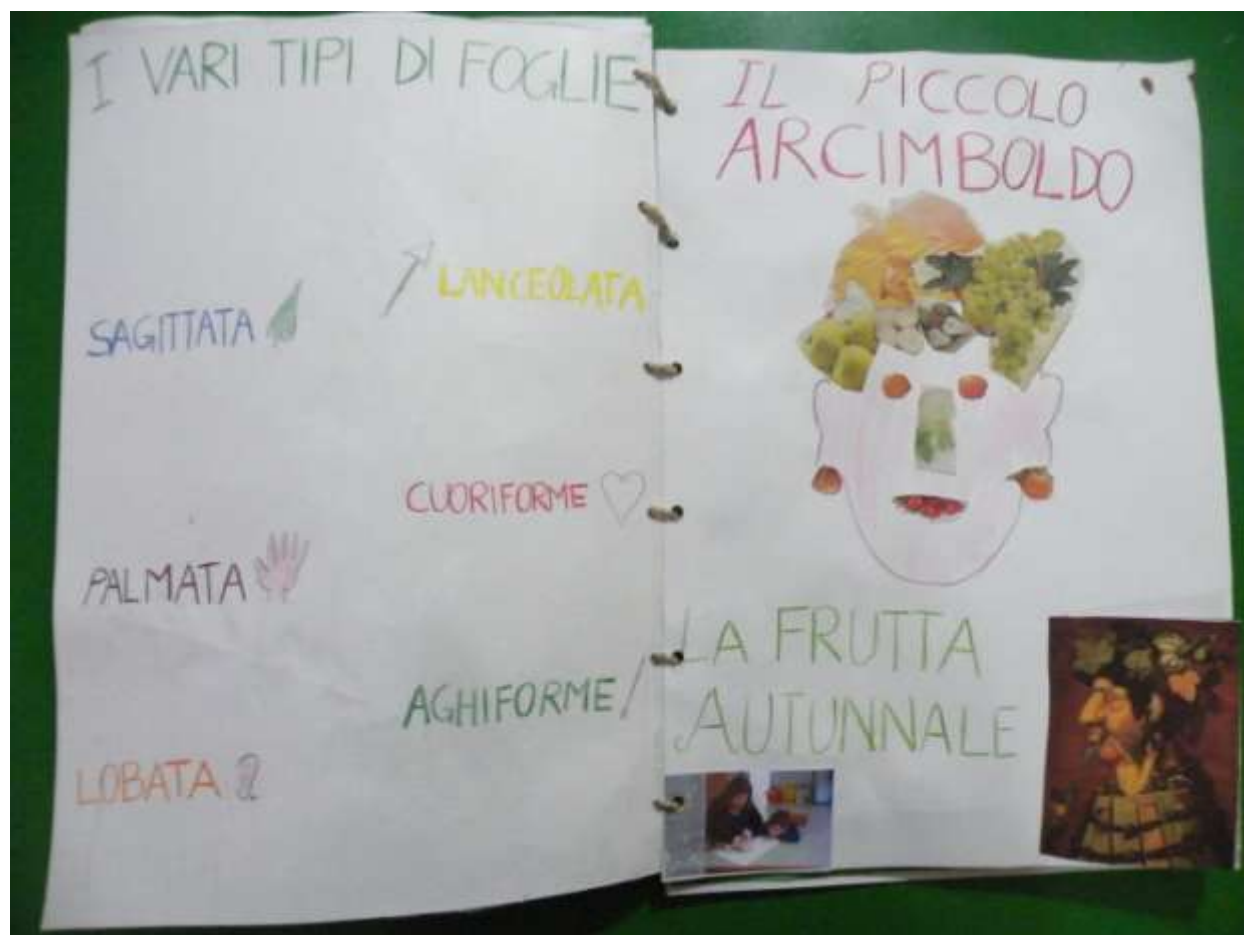 I VARI TIPI DI FOGLIE
LANCEOLATA
SAGITTATA
CUORIFORME
PALMATA
AGHIFORME
LOBATA
IL PICCOLO
ARCIMBOLDO
LA FRUTTA
AUTUNNALE